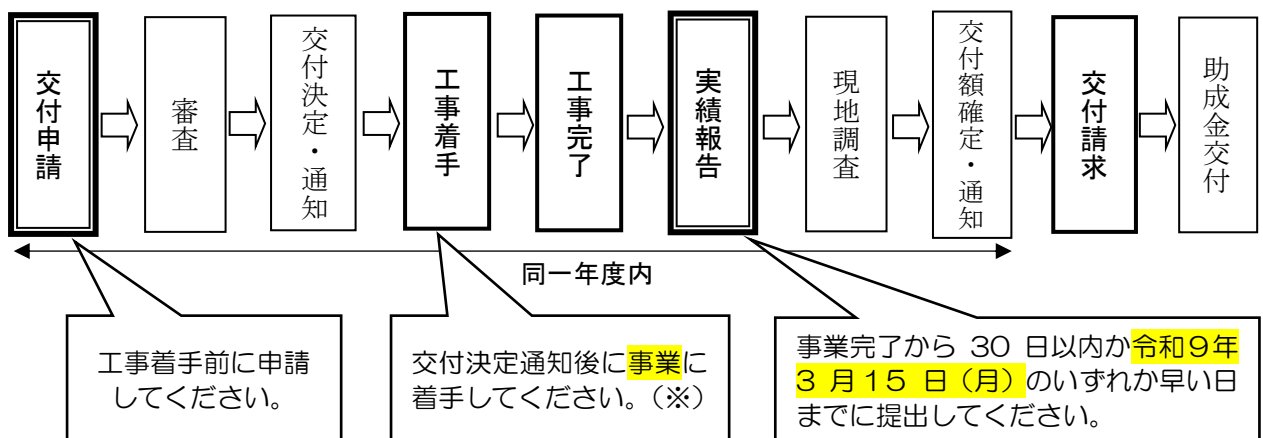 交付申請
審査
交付決定・通知
工事着手
工事完了
実績報告
現地調査
交付額確定・通知
交付請求
助成金交付
同一年度内
工事着手前に申請
してください。
交付決定通知後に事業に
着手してください。（※）
事業完了から 30 日以内か令和９年
３ 月 15 日（月）のいずれか早い日
までに提出してください。